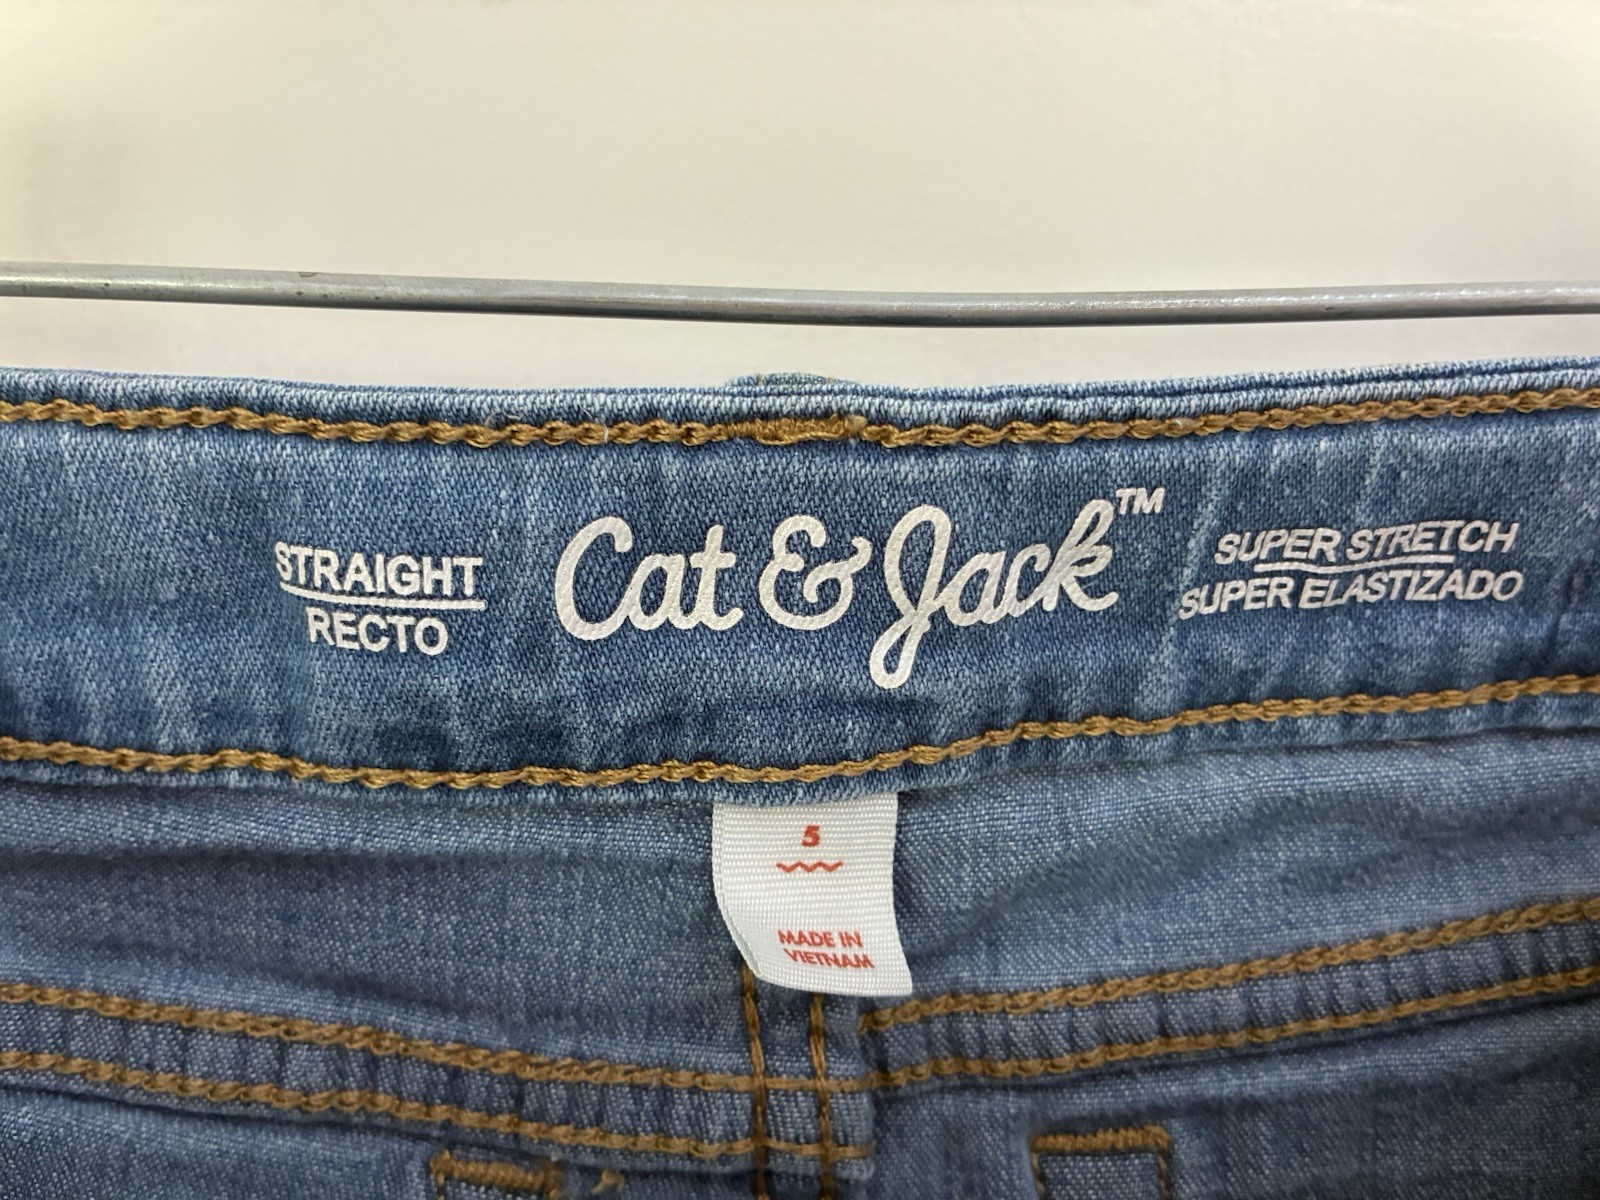 STRAIGHT
RECTO
Cat & Jack™
SUPER STRETCH
SUPER ELASTIZADO
5
MADE IN
VIETNAM